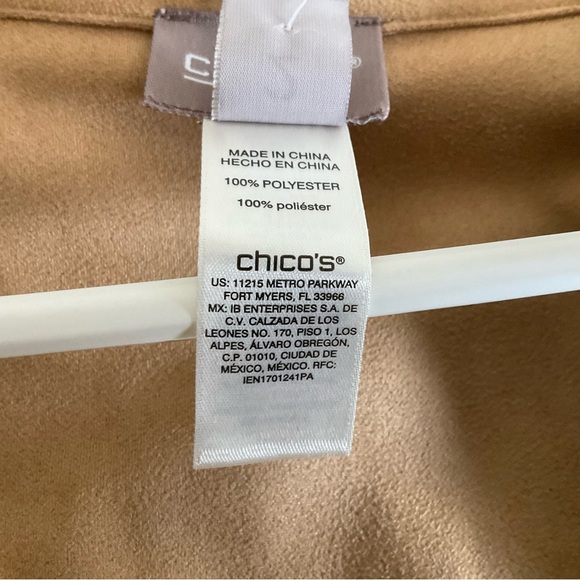 MADE IN CHINA
HECHO EN CHINA
100% POLYESTER
100% poliéster
chico's®
US: 11215 METRO PARKWAY
FORT MYERS, FL 33966
MX: IB ENTERPRISES S.A. DE
C.V. CALZADA DE LOS
LEONES NO. 170, PISO 1, LOS
ALPES, ÁLVARO OBREGÓN,
C.P. 01010, CIUDAD DE
MÉXICO, MÉXICO. RFC:
IEN1701241PA